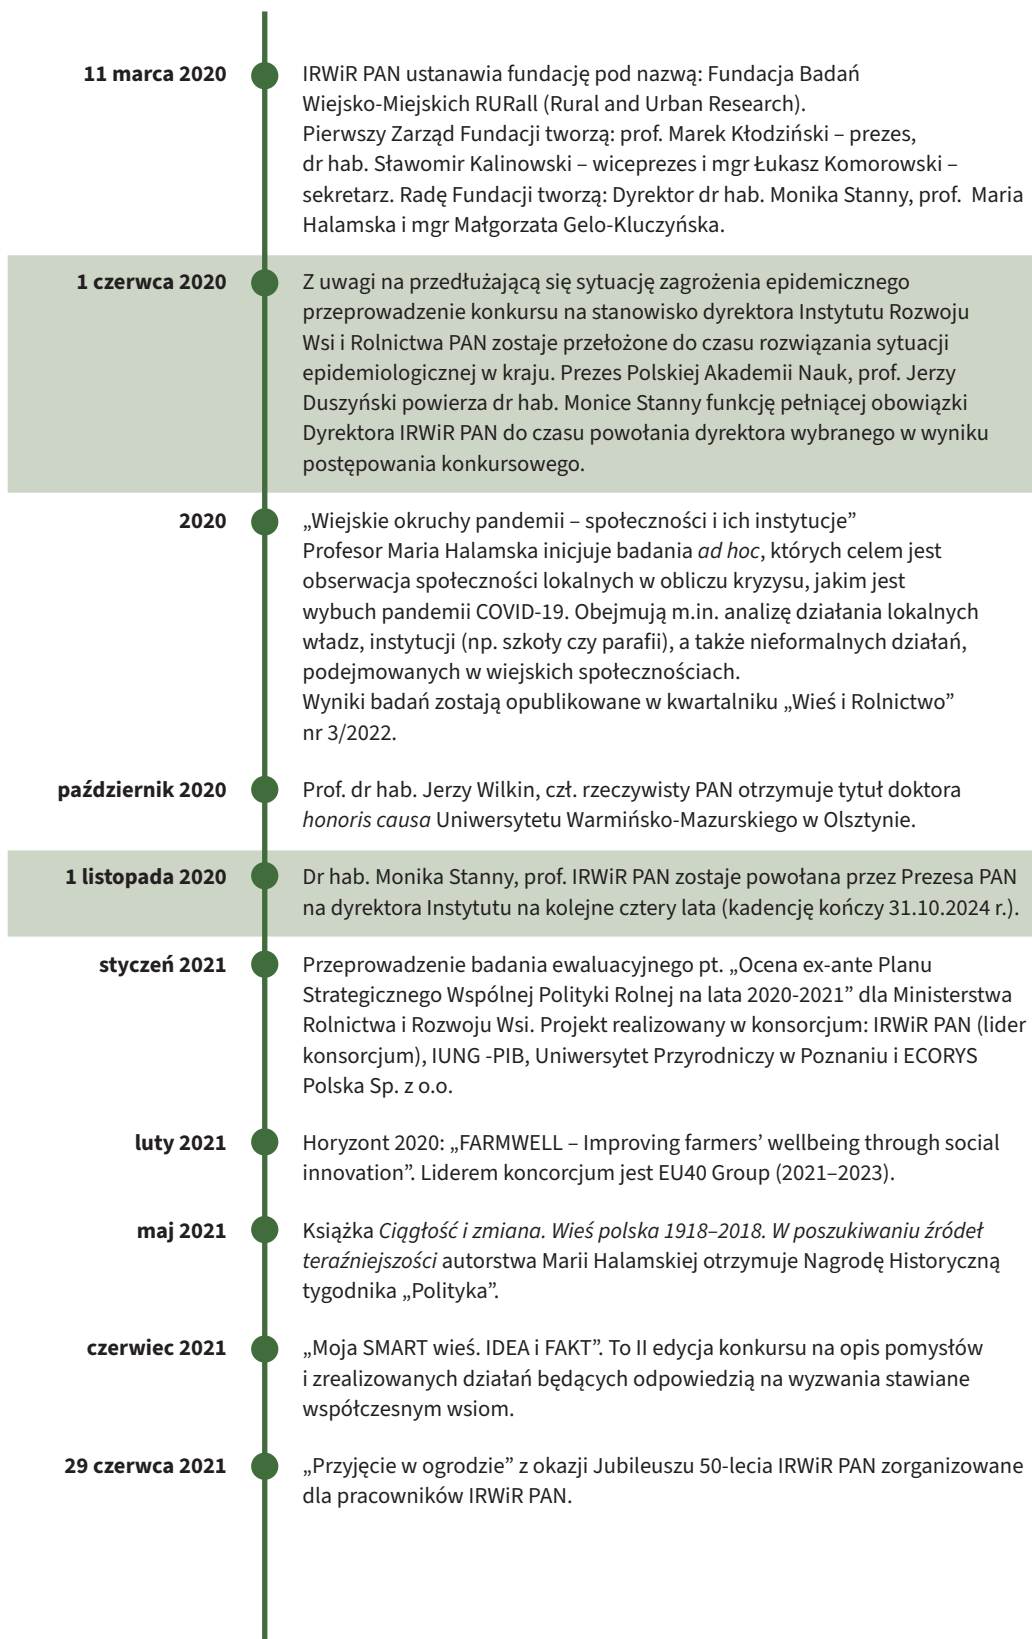 11 marca 2020
IRWiR PAN ustanawia fundację pod nazwą: Fundacja Badań
Wiejsko-Miejskich RURall (Rural and Urban Research).
Pierwszy Zarząd Fundacji tworzą: prof. Marek Kłodziński – prezes,
dr hab. Sławomir Kalinowski – wiceprezes i mgr Łukasz Komorowski –
sekretarz. Radę Fundacji tworzą: Dyrektor dr hab. Monika Stanny, prof. Maria
Halamska i mgr Małgorzata Gelo-Kluczyńska.
1 czerwca 2020
Z uwagi na przedłużającą się sytuację zagrożenia epidemicznego
przeprowadzenie konkursu na stanowisko dyrektora Instytutu Rozwoju
Wsi i Rolnictwa PAN zostaje przełożone do czasu rozwiązania sytuacji
epidemiologicznej w kraju. Prezes Polskiej Akademii Nauk, prof. Jerzy
Duszyński powierza dr hab. Monice Stanny funkcję pełniącej obowiązki
Dyrektora IRWiR PAN do czasu powołania dyrektora wybranego w wyniku
postępowania konkursowego.
2020
„Wiejskie okruchy pandemii – społeczności i ich instytucje”
Profesor Maria Halamska inicjuje badania ad hoc, których celem jest
obserwacja społeczności lokalnych w obliczu kryzysu, jakim jest
wybuch pandemii COVID-19. Obejmują m.in. analizę działania lokalnych
władz, instytucji (np. szkoły czy parafii), a także nieformalnych działań,
podejmowanych w wiejskich społecznościach.
Wyniki badań zostają opublikowane w kwartalniku „Wieś i Rolnictwo”
nr 3/2022.
październik 2020
Prof. dr hab. Jerzy Wilkin, czł. rzeczywisty PAN otrzymuje tytuł doktora
honoris causa Uniwersytetu Warmińsko-Mazurskiego w Olsztynie.
1 listopada 2020
Dr hab. Monika Stanny, prof. IRWiR PAN zostaje powołana przez Prezesa PAN
na dyrektora Instytutu na kolejne cztery lata (kadencję kończy 31.10.2024 r.).
styczeń 2021
Przeprowadzenie badania ewaluacyjnego pt. „Ocena ex-ante Planu
Strategicznego Wspólnej Polityki Rolnej na lata 2020-2021” dla Ministerstwa
Rolnictwa i Rozwoju Wsi. Projekt realizowany w konsorcjum: IRWiR PAN (lider
konsorcjum), IUNG -PIB, Uniwersytet Przyrodniczy w Poznaniu i ECORYS
Polska Sp. z o.o.
luty 2021
Horyzont 2020: „FARMWELL – Improving farmers’ wellbeing through social
innovation”. Liderem koncorcjum jest EU40 Group (2021–2023).
maj 2021
Książka Ciągłość i zmiana. Wieś polska 1918–2018. W poszukiwaniu źródeł
teraźniejszości autorstwa Marii Halamskiej otrzymuje Nagrodę Historyczną
tygodnika „Polityka”.
czerwiec 2021
„Moja SMART wieś. IDEA i FAKT”. To II edycja konkursu na opis pomysłów
i zrealizowanych działań będących odpowiedzią na wyzwania stawiane
współczesnym wsiom.
29 czerwca 2021
„Przyjęcie w ogrodzie” z okazji Jubileuszu 50-lecia IRWiR PAN zorganizowane
dla pracowników IRWiR PAN.